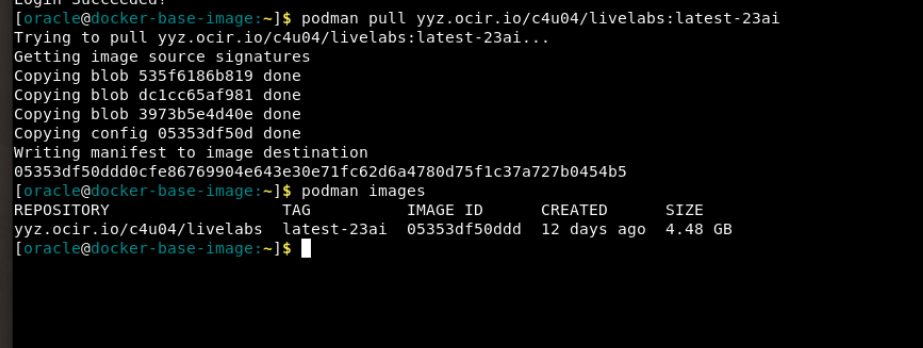 Login Succeeded!
[oracle@docker-base-image:~]$ podman pull yyz.ocir.io/c4u04/livelabs:latest-23ai
Trying to pull yyz.ocir.io/c4u04/livelabs:latest-23ai...
Getting image source signatures
Copying blob 535f6186b819 done
Copying blob dc1cc65af981 done
Copying blob 3973b5e4d40e done
Copying config 05353df50d done
Writing manifest to image destination
05353df50ddd0cfe86769904e643e30e71fc62d6a4780d75f1c37a727b0454b5
[oracle@docker-base-image:~]$ podman images
REPOSITORY TAG IMAGE ID CREATED SIZE
yyz.ocir.io/c4u04/livelabs latest-23ai 05353df50ddd 12 days ago 4.48 GB
[oracle@docker-base-image:~]$